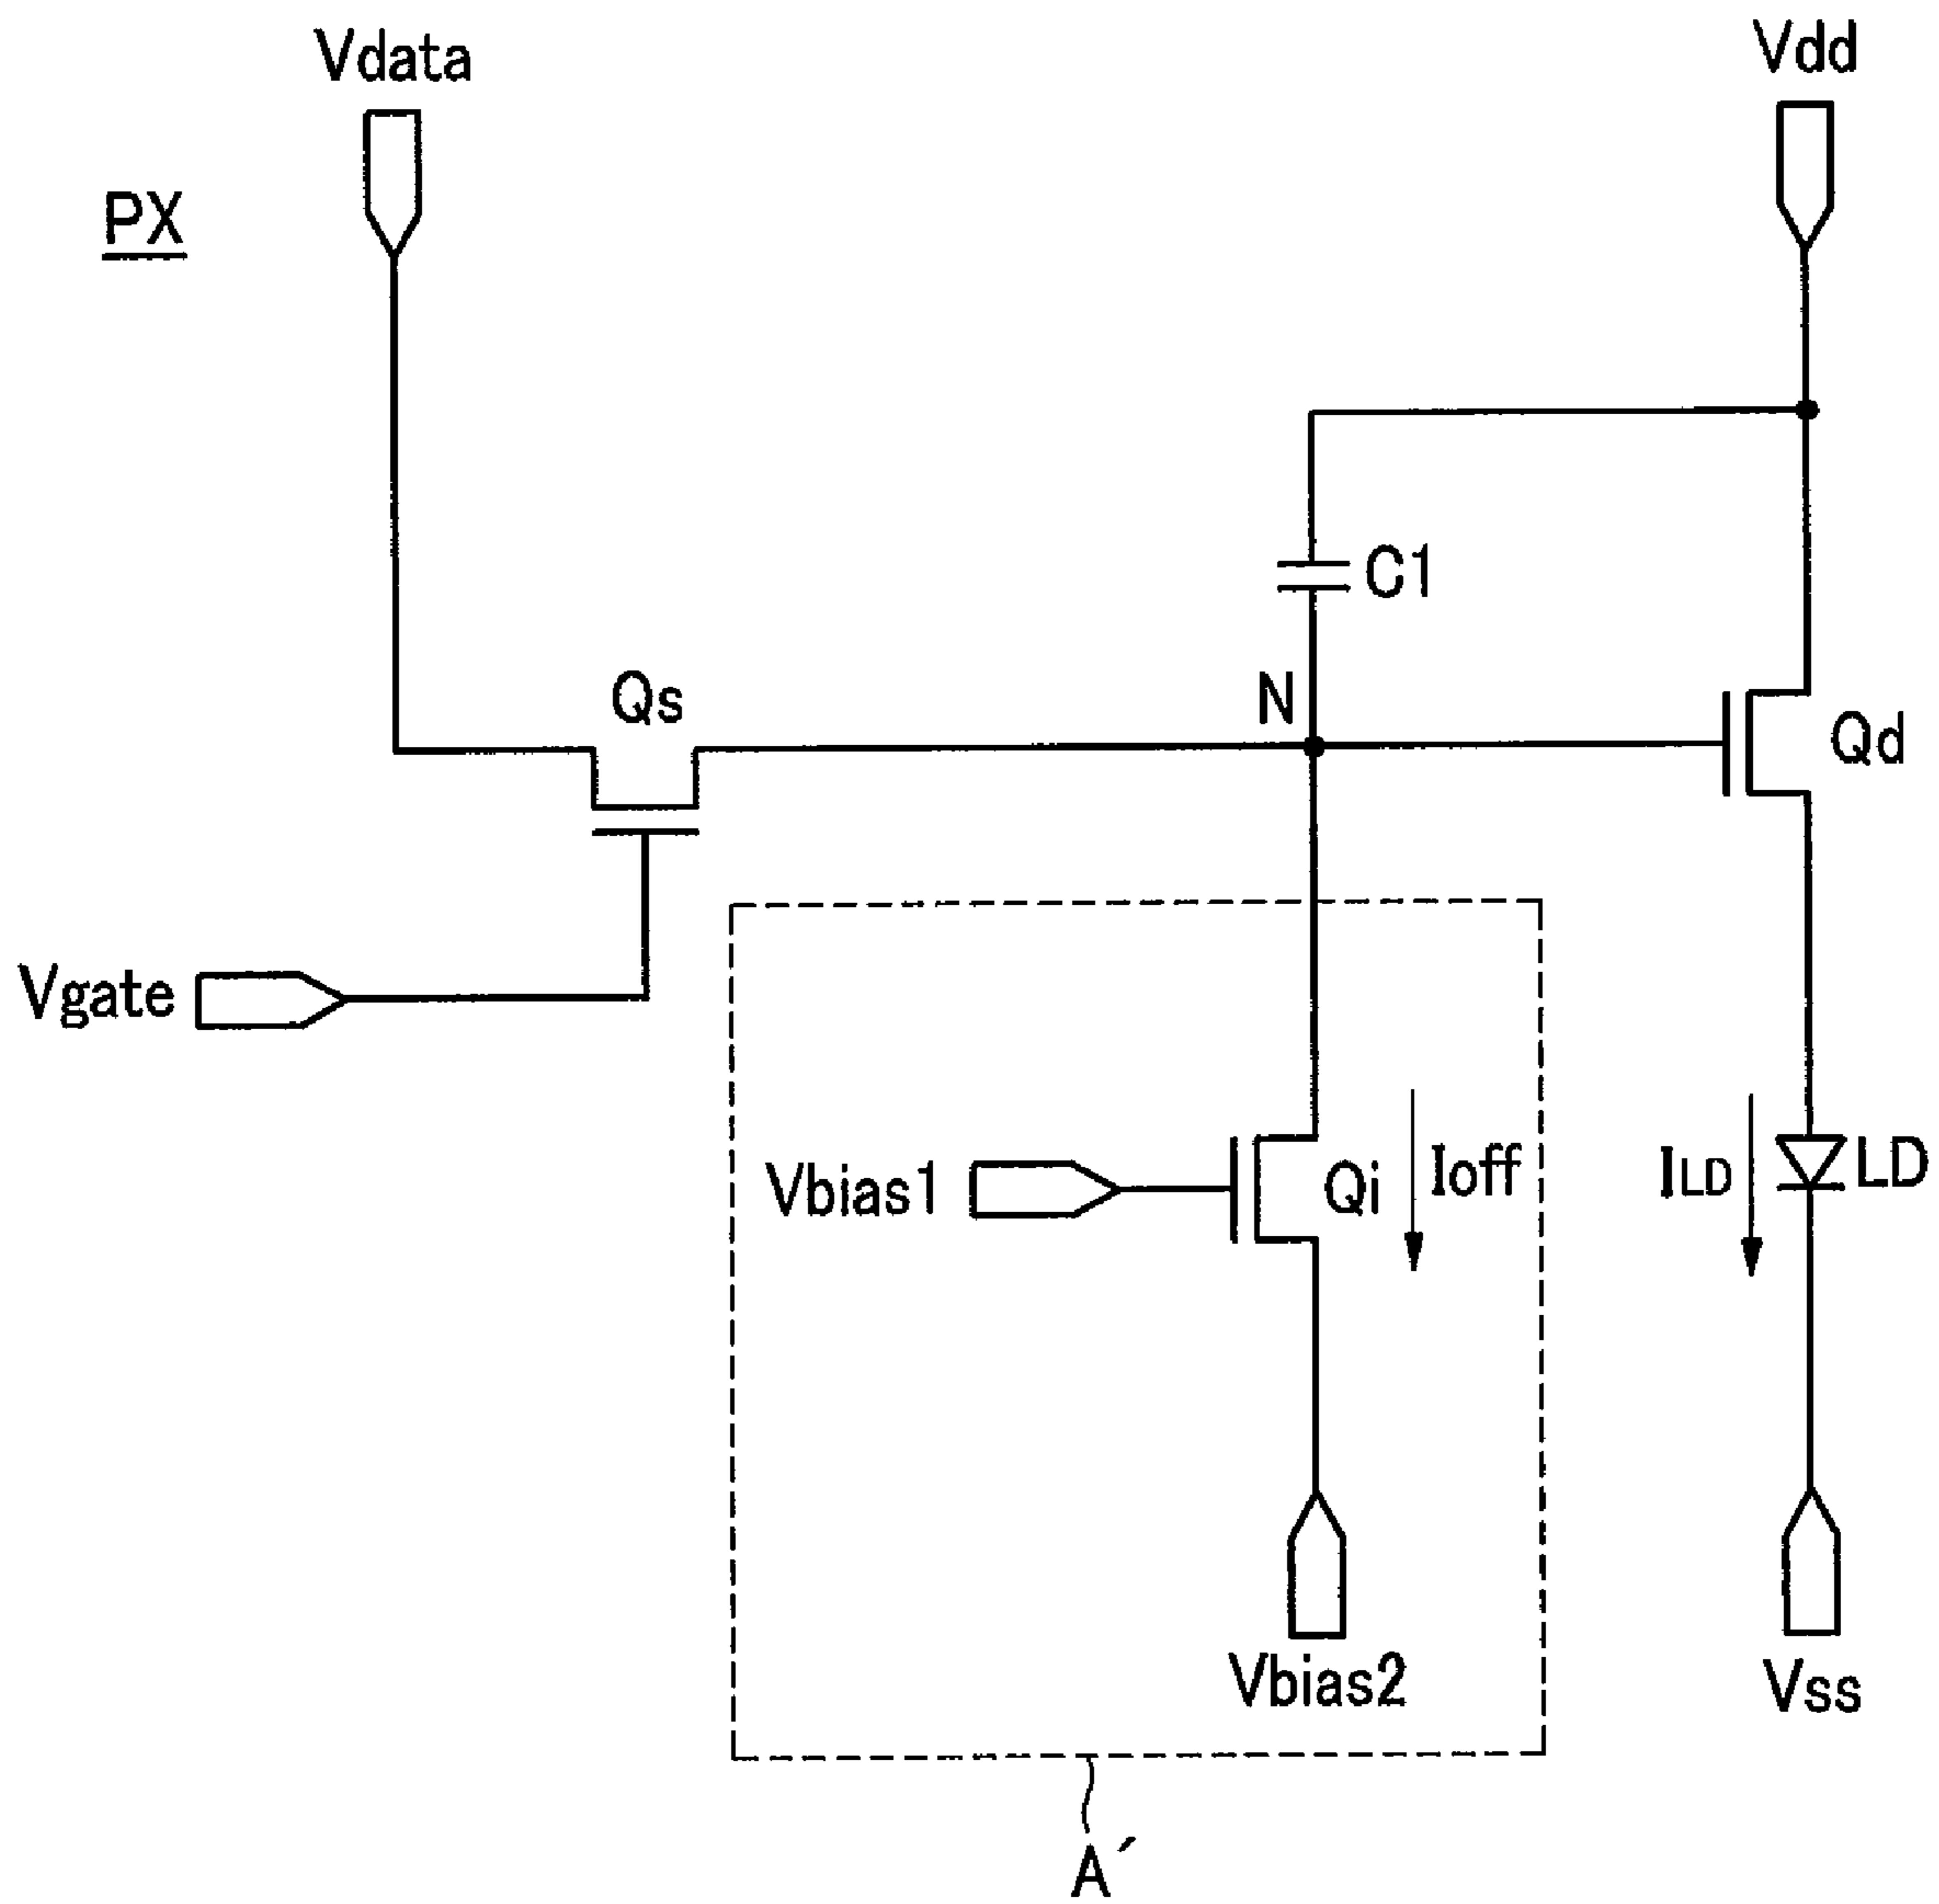 Vdata
Vdd
PX
C1
N
Qs
Qd
Vgate
Vbias1
Qi
Ioff
ILD
LD
Vbias2
Vss
A´